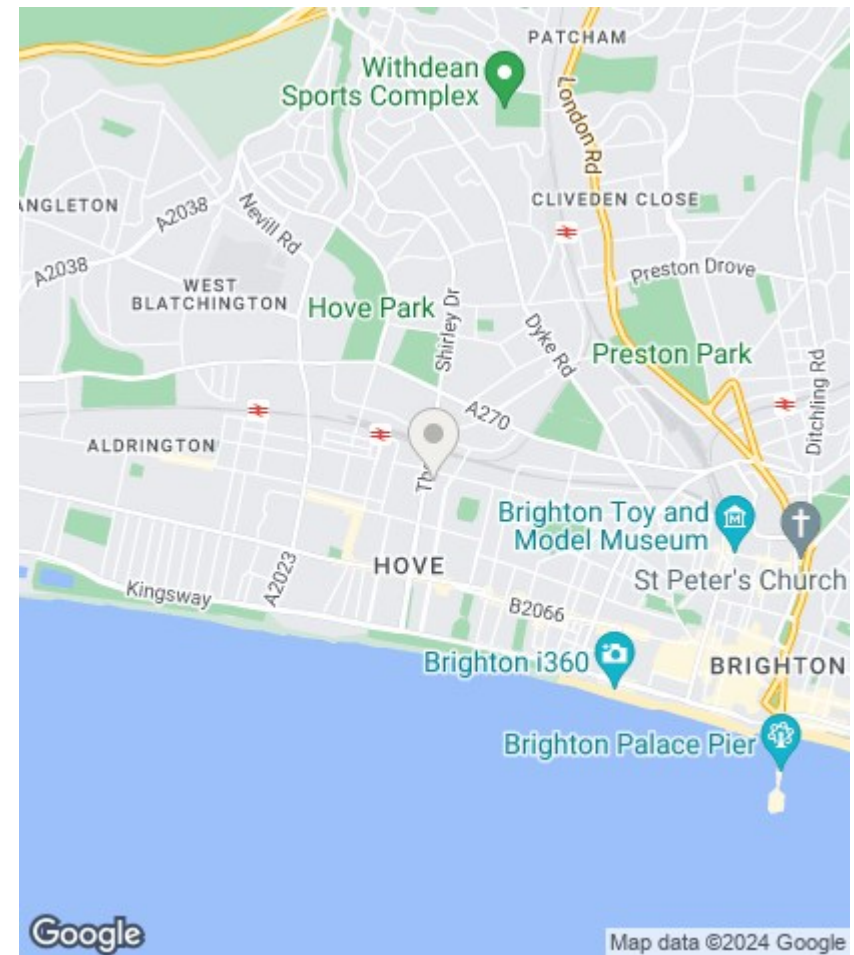 PATCHAM
Withdean
Sports Complex
London Rd
CLIVEDEN CLOSE
ANGLETON
A2038
Nevill Rd
A2038
Preston Drove
WEST
BLATCHINGTON
Hove Park
Shirley Dr
Dyke Rd
Preston Park
Ditchling Rd
A270
ALDRINGTON
Brighton Toy and
Model Museum
HOVE
St Peter's Church
Kingsway
A2023
B2066
Brighton i360
BRIGHTON
Brighton Palace Pier
Google
Map data ©2024 Google